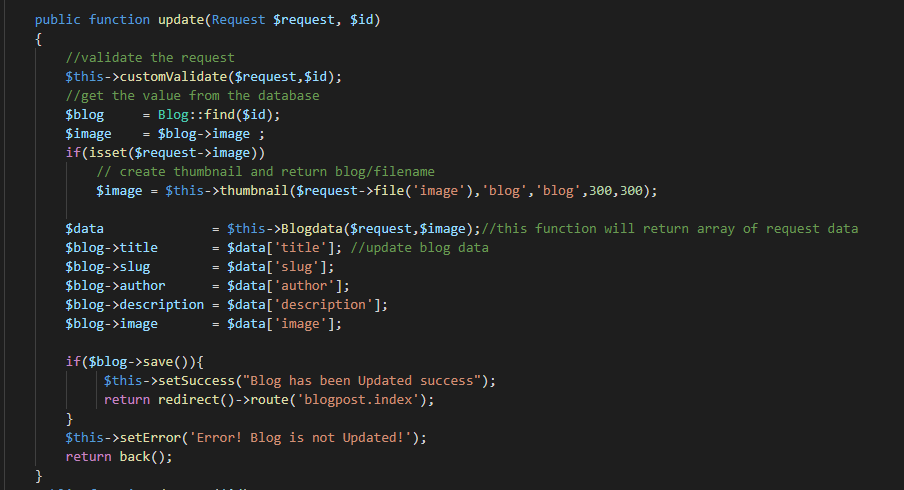 public function update(Request $request, $id)
{
    //validate the request
    $this->customValidate($request,$id);
    //get the value from the database
    $blog     = Blog::find($id);
    $image    = $blog->image ;
    if(isset($request->image))
        // create thumbnail and return blog/filename
        $image = $this->thumbnail($request->file('image'),'blog','blog',300,300);

    $data              = $this->Blogdata($request,$image);//this function will return array of request data
    $blog->title       = $data['title']; //update blog data
    $blog->slug        = $data['slug'];
    $blog->author      = $data['author'];
    $blog->description = $data['description'];
    $blog->image       = $data['image'];

    if($blog->save()){
         $this->setSuccess("Blog has been Updated success");
         return redirect()->route('blogpost.index');
    }
    $this->setError('Error! Blog is not Updated!');
    return back();
}